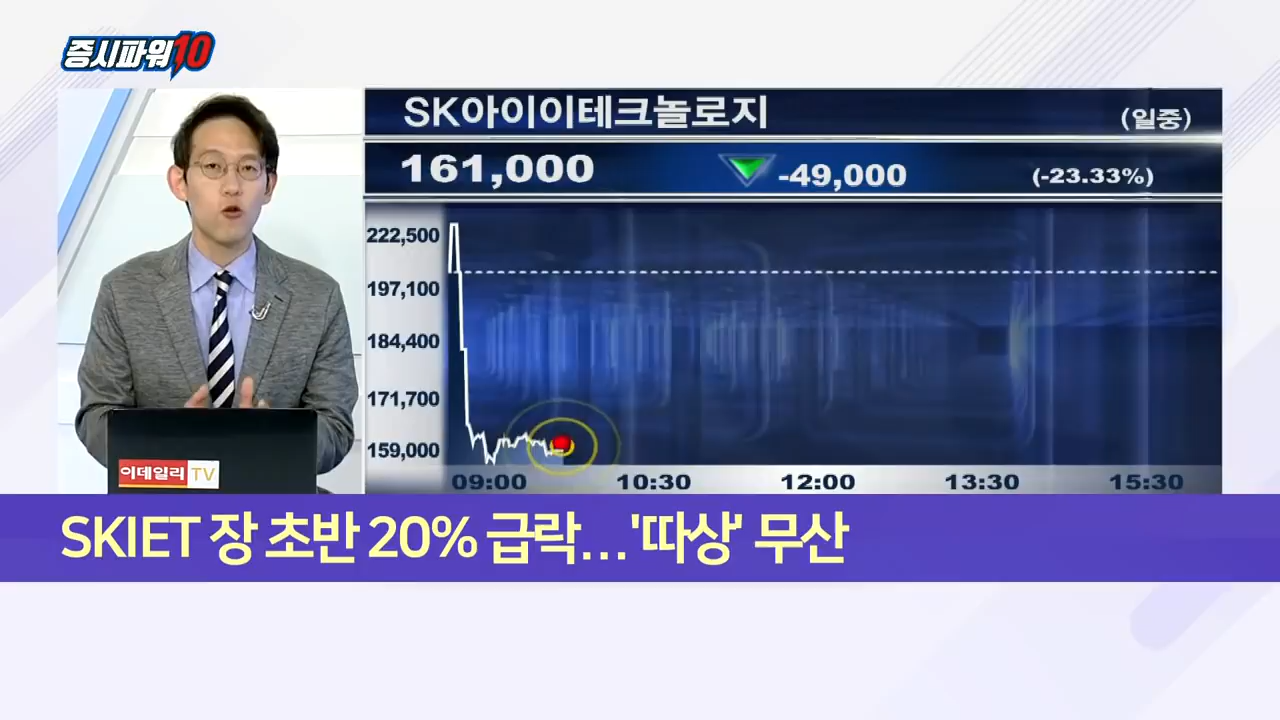 증시파워10
SK아이이테크놀로지 (일중)
161,000 -49,000 (-23.33%)
222,500
197,100
184,400
171,700
159,000
09:00 10:30 12:00 13:30 15:30
이데일리 TV
SKIET 장 초반 20% 급락...'따상' 무산